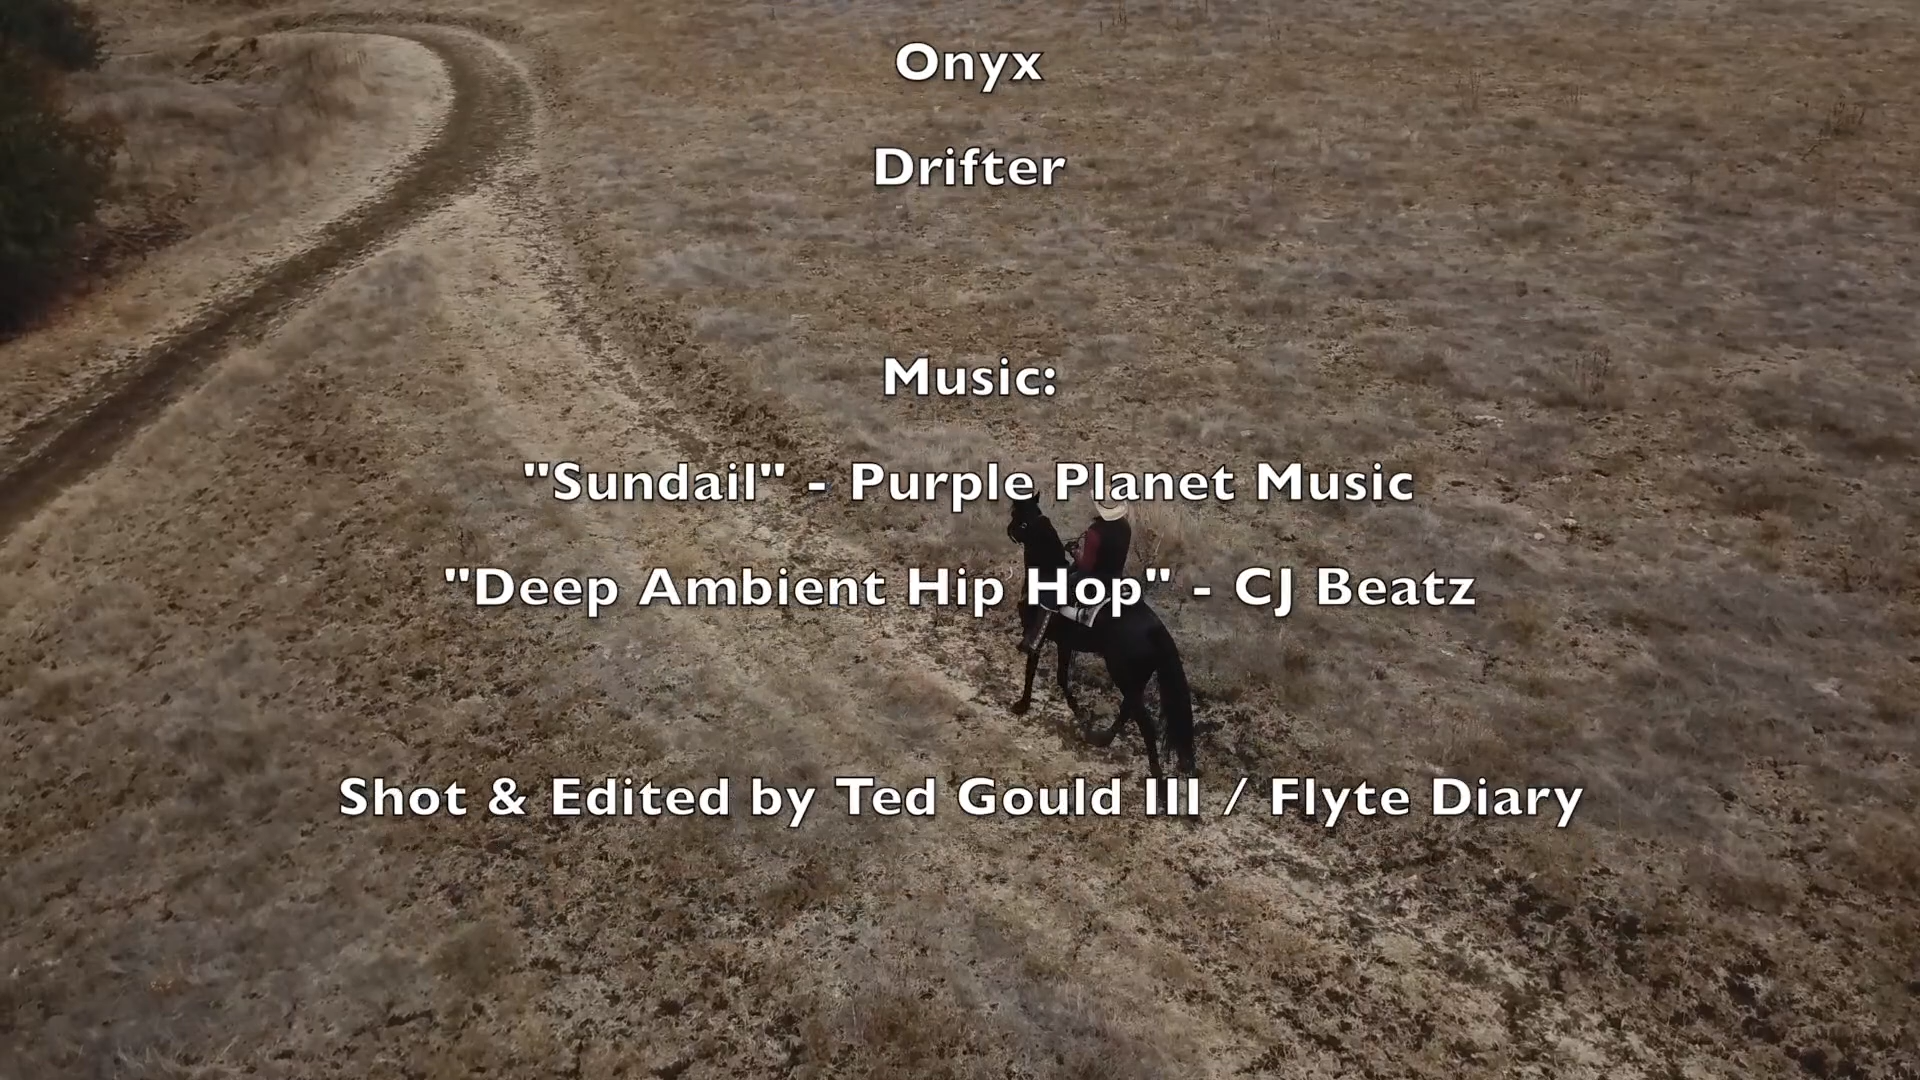 Onyx
Drifter
Music:
"Sundail" - Purple Planet Music
"Deep Ambient Hip Hop" - CJ Beatz
Shot & Edited by Ted Gould III / Flyte Diary